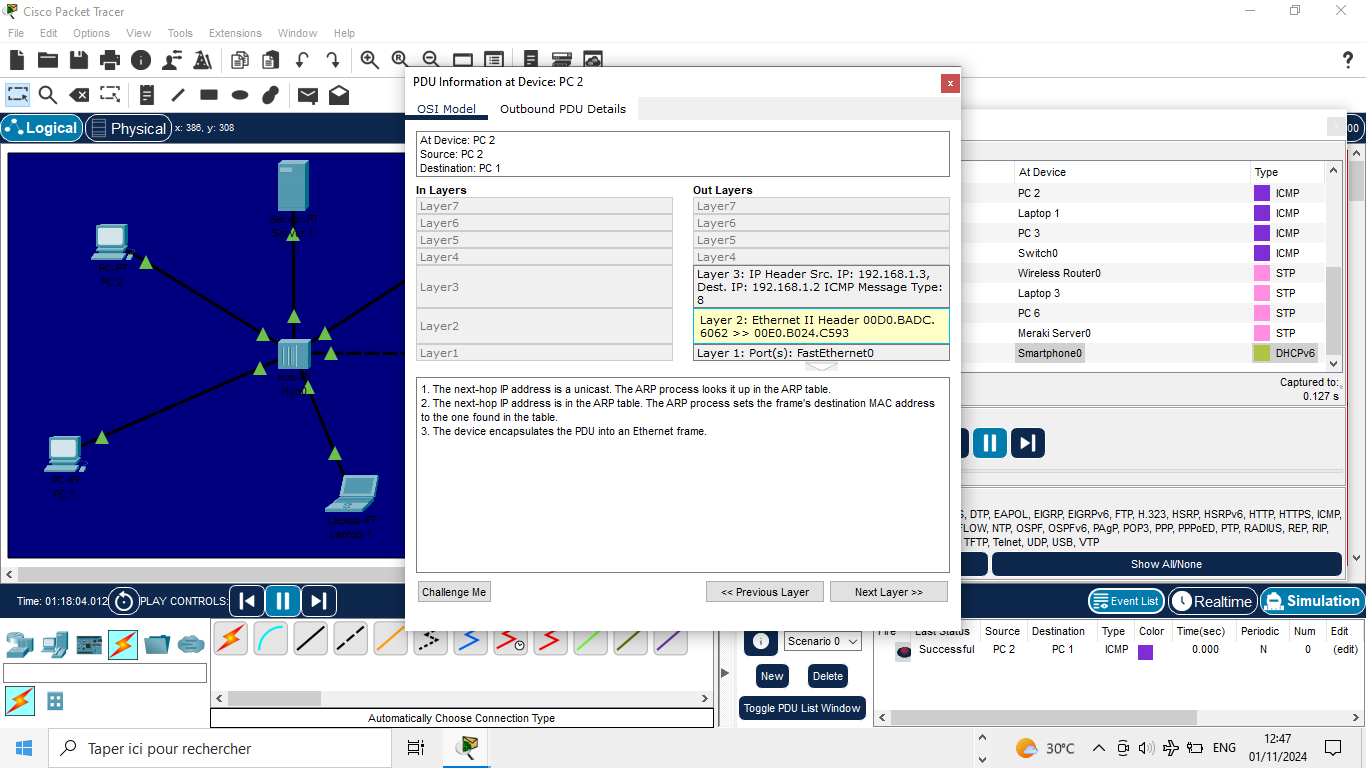 Cisco Packet Tracer
File Edit Options View Tools Extensions Window Help
Logical
Physical
x: 386, y: 308
PDU Information at Device: PC 2
x
OSI Model
Outbound PDU Details
At Device: PC 2
Source: PC 2
Destination: PC 1
In Layers
Layer7
Layer6
Layer5
Layer4
Layer3
Layer2
Layer1
Out Layers
Layer7
Layer6
Layer5
Layer4
Layer 3: IP Header Src. IP: 192.168.1.3,
Dest. IP: 192.168.1.2 ICMP Message Type:
8
Layer 2: Ethernet II Header 00D0.BADC.
6062 >> 00E0.B024.C593
Layer 1: Port(s): FastEthernet0
1. The next-hop IP address is a unicast. The ARP process looks it up in the ARP table.
2. The next-hop IP address is in the ARP table. The ARP process sets the frame's destination MAC address
to the one found in the table.
3. The device encapsulates the PDU into an Ethernet frame.
Challenge Me
<< Previous Layer
Next Layer >>
PC-PT
PC 2
PC-PT
PC 1
Laptop-PT
Laptop 1
At Device Type
PC 2 ICMP
Laptop 1 ICMP
PC 3 ICMP
Switch0 ICMP
Wireless Router0 STP
Laptop 3 STP
PC 6 STP
Meraki Server0 STP
Smartphone0 DHCPv6
Captured to:
0.127 s
DTP, EAPOL, EIGRP, EIGRPv6, FTP, H.323, HSRP, HSRPv6, HTTP, HTTPS, ICMP,
NTP, OSPF, OSPFv6, PAgP, POP3, PPP, PPPoED, PTP, RADIUS, REP, RIP,
TFTP, Telnet, UDP, USB, VTP
Show All/None
Time: 01:18:04.012
PLAY CONTROLS:
Event List
Realtime
Simulation
Automatically Choose Connection Type
Scenario 0
New
Delete
Toggle PDU List Window
Fire Last Status Source Destination Type Color Time(sec) Periodic Num Edit
Successful PC 2 PC 1 ICMP 0.000 N 0 (edit)
Taper ici pour rechercher
30°C
ENG
12:47
01/11/2024